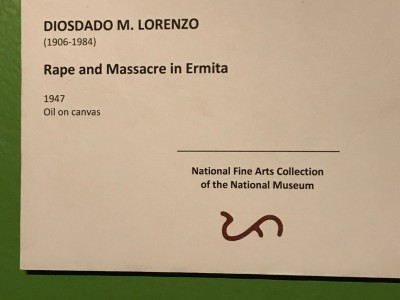 DIOSDADO M. LORENZO
(1906-1984)
Rape and Massacre in Ermita
1947
Oil on canvas
National Fine Arts Collection
of the National Museum